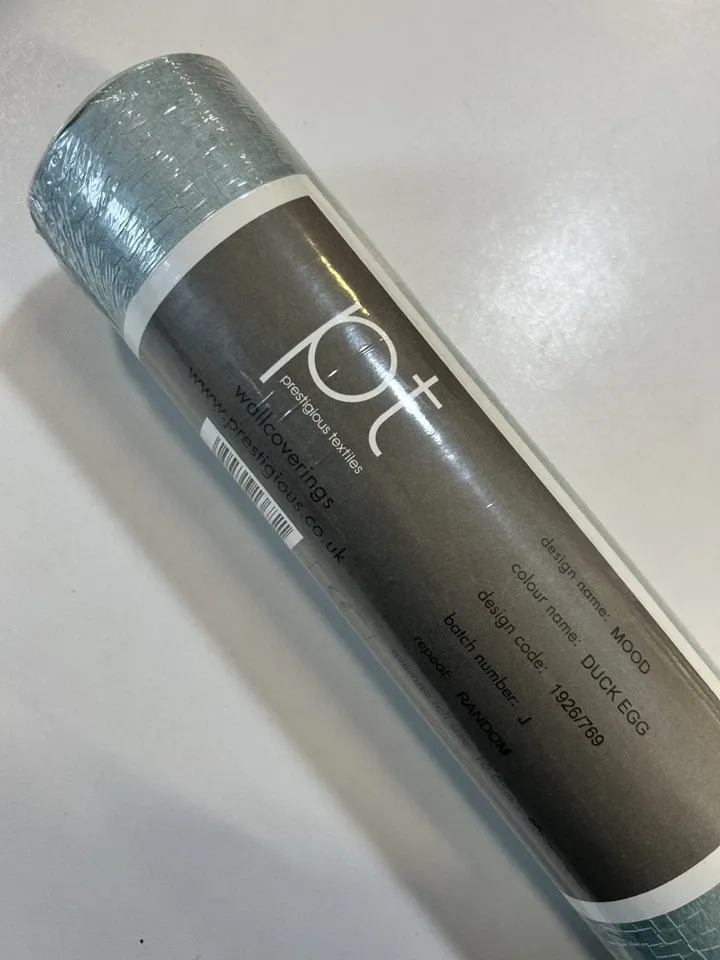 pt
prestigious textiles
wallcoverings
www.prestigious.co.uk
design name: MOOD
colour name: DUCK EGG
design code: 1926/769
batch number: J
repeat: RANDOM
CE